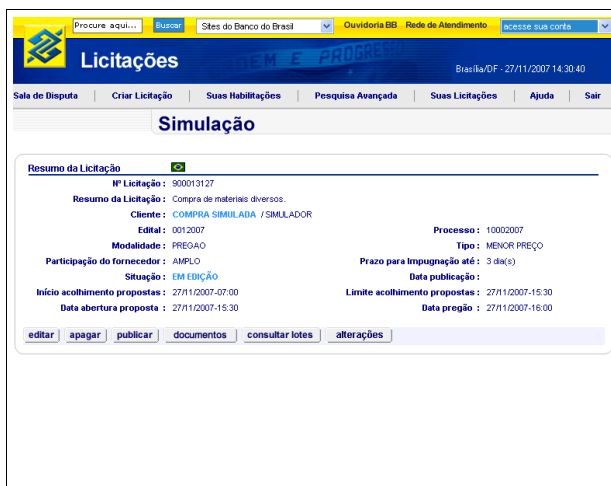 Procure aqui... Buscar Sites do Banco do Brasil Ouvidoria BB Rede de Atendimento acesse sua conta
Licitações
ORDEM E PROGRESSO
Brasília/DF - 27/11/2007 14:30:40
Sala de Disputa | Criar Licitação | Suas Habilitações | Pesquisa Avançada | Suas Licitações | Ajuda | Sair
Simulação
Resumo da Licitação
Nº Licitação : 900013127
Resumo da Licitação : Compra de materiais diversos.
Cliente : COMPRA SIMULADA / SIMULADOR
Edital : 0012007 Processo : 10002007
Modalidade : PREGAO Tipo : MENOR PREÇO
Participação do fornecedor : AMPLO Prazo para Impugnação até : 3 dia(s)
Situação : EM EDIÇÃO Data publicação :
Início acolhimento propostas : 27/11/2007-07:00 Limite acolhimento propostas : 27/11/2007-15:30
Data abertura proposta : 27/11/2007-15:30 Data pregão : 27/11/2007-16:00
editar apagar publicar documentos consultar lotes alterações